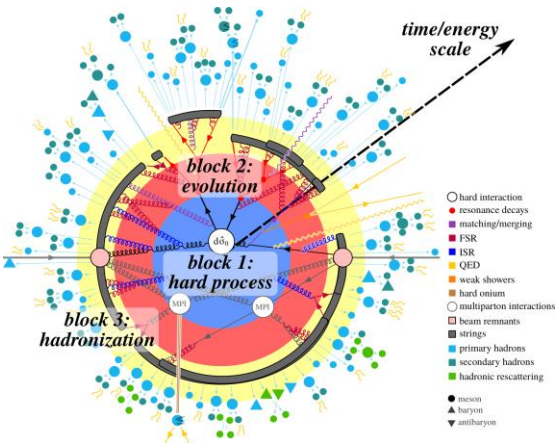 time/energy
scale
block 2:
evolution
dσ̂₀
block 1:
hard process
MPI
MPI
block 3:
hadronization
hard interaction
resonance decays
matching/merging
FSR
ISR
QED
weak showers
hard onium
multiparton interactions
beam remnants
strings
primary hadrons
secondary hadrons
hadronic rescattering
meson
baryon
antibaryon